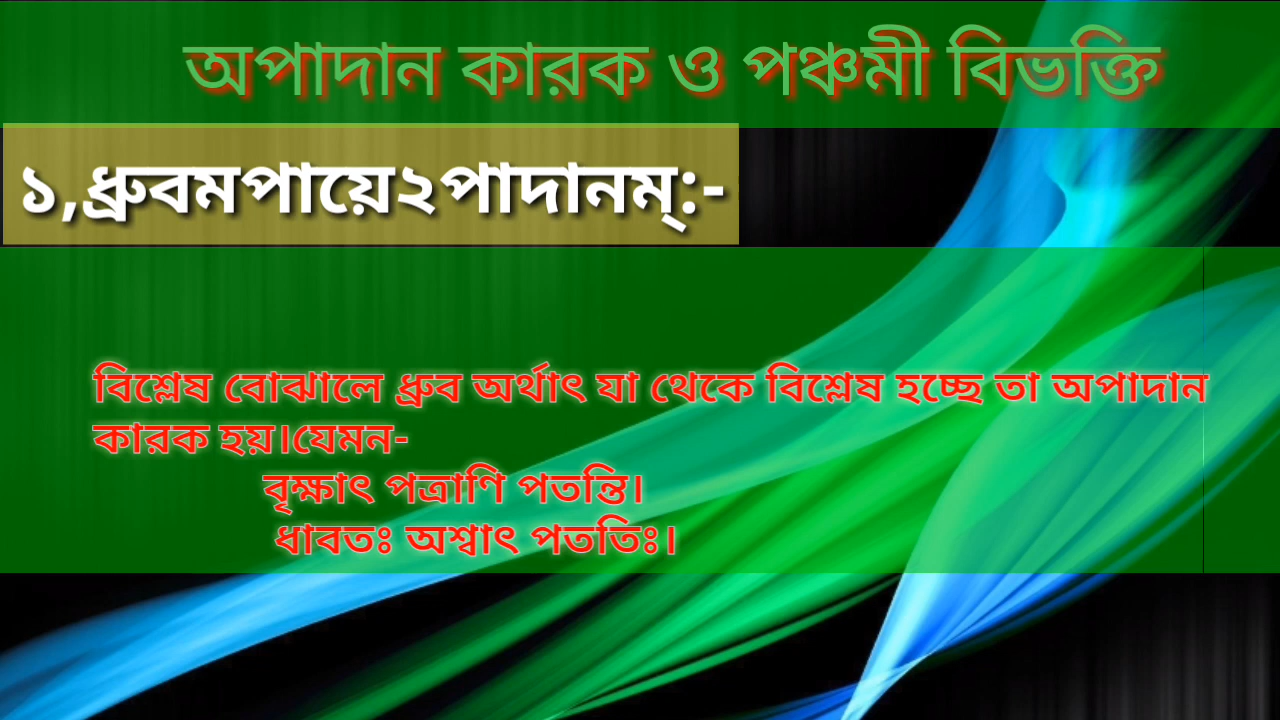 অপাদান কারক ও পঞ্চমী বিভক্তি
১,ধ্রুবমপায়ে২পাদানম্:-
বিশ্লেষ বোঝালে ধ্রুব অর্থাৎ যা থেকে বিশ্লেষ হচ্ছে তা অপাদান
কারক হয়।যেমন-
বৃক্ষাৎ পত্রাণি পতন্তি।
ধাবতঃ অশ্বাৎ পততিঃ।